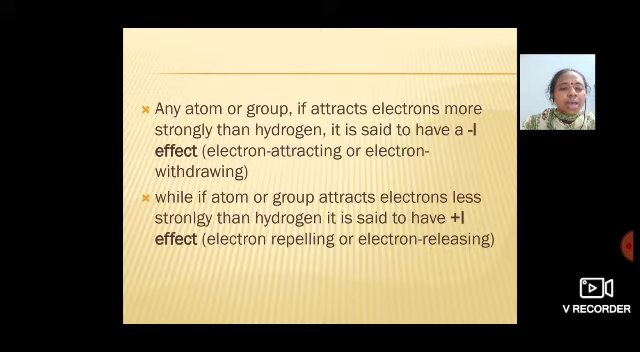 Any atom or group, if attracts electrons more
strongly than hydrogen, it is said to have a -I
effect (electron-attracting or electron-
withdrawing)
while if atom or group attracts electrons less
stronlgy than hydrogen it is said to have +I
effect (electron repelling or electron-releasing)
V RECORDER